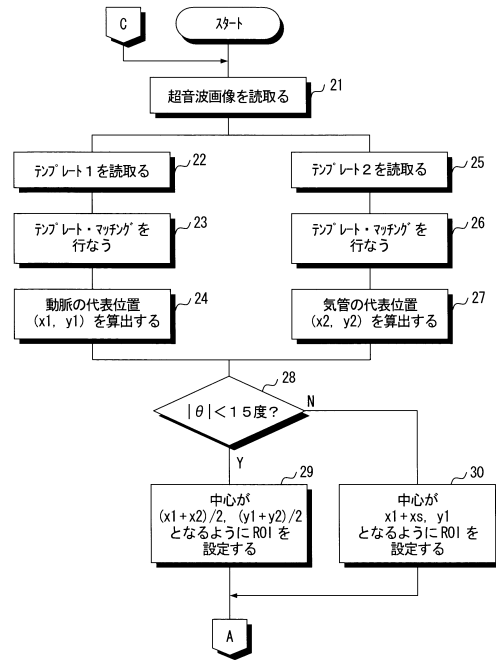 C
スタート
超音波画像を読取る
21
テンプレート1を読取る
22
テンプレート・マッチングを
行なう
23
動脈の代表位置
(x1, y1) を算出する
24
テンプレート2を読取る
25
テンプレート・マッチングを
行なう
26
気管の代表位置
(x2, y2) を算出する
27
|θ|<15度?
28
N
Y
中心が
(x1+x2)/2, (y1+y2)/2
となるようにROIを
設定する
29
中心が
x1+xs, y1
となるようにROIを
設定する
30
A